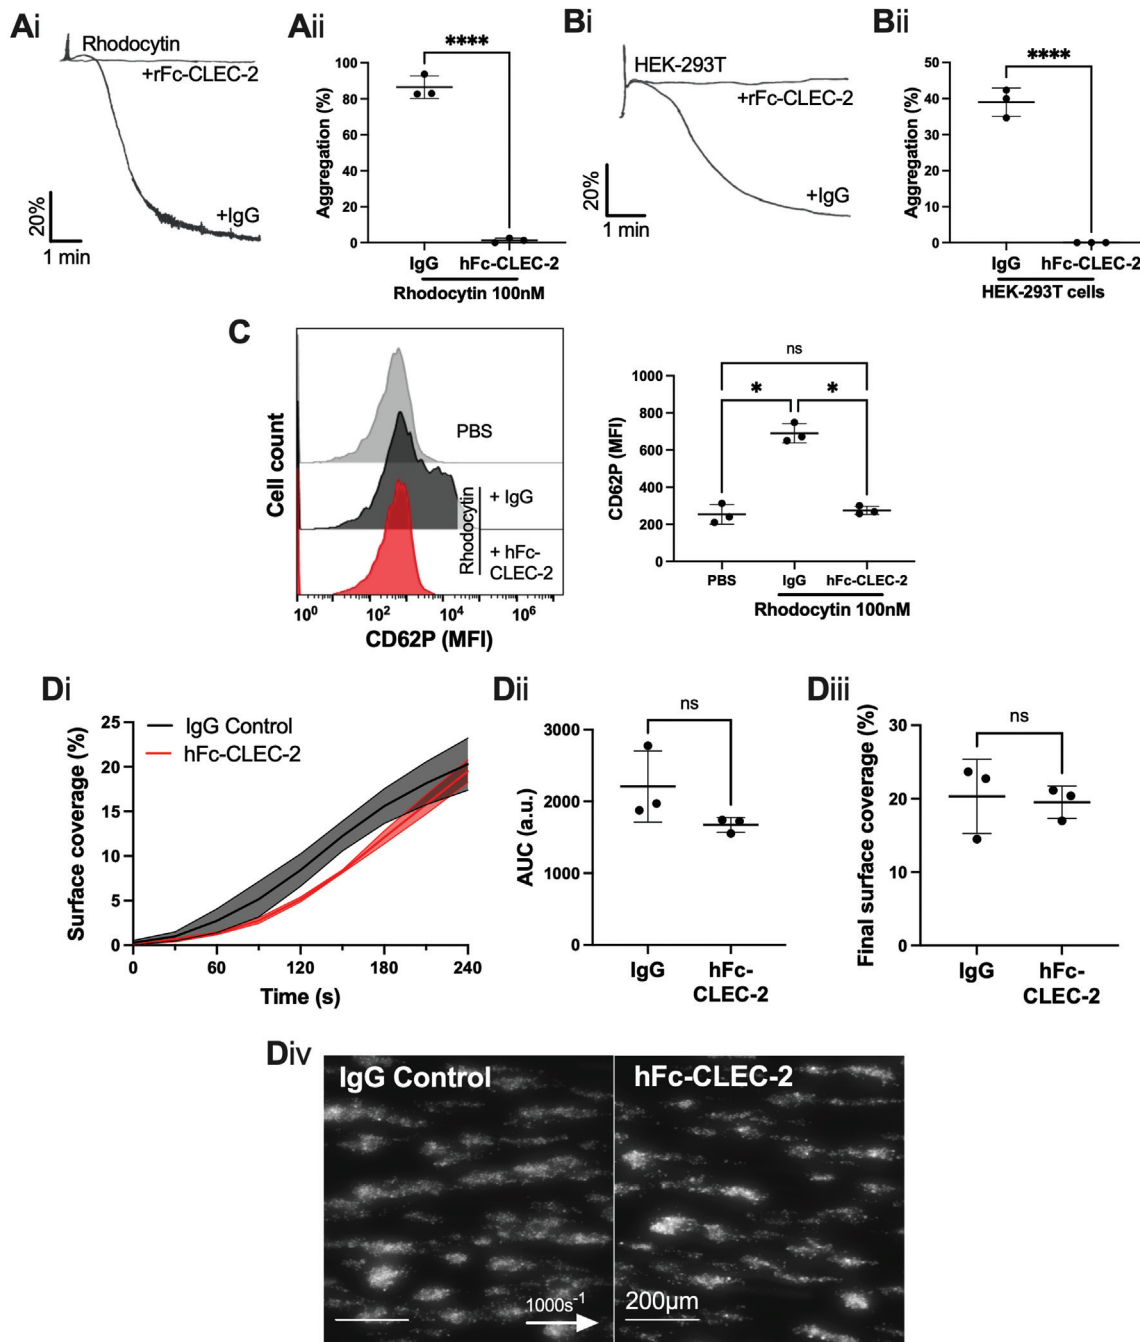 Ai
Rhodocytin
+rFc-CLEC-2
+IgG
20%
1 min
Aii
****
Aggregation (%)
100
80
60
40
20
0
IgG hFc-CLEC-2
Rhodocytin 100nM
Bi
HEK-293T
+rFc-CLEC-2
+IgG
20%
1 min
Bii
****
Aggregation (%)
50
40
30
20
10
0
IgG hFc-CLEC-2
HEK-293T cells
C
Cell count
PBS
Rhodocytin
+ IgG
+ hFc-
CLEC-2
10⁰ 10² 10⁴ 10⁶
CD62P (MFI)
ns
* *
CD62P (MFI)
1000
800
600
400
200
0
PBS IgG hFc-CLEC-2
Rhodocytin 100nM
Di
IgG Control
hFc-CLEC-2
Surface coverage (%)
25
20
15
10
5
0
0 60 120 180 240
Time (s)
Dii
ns
AUC (a.u.)
3000
2000
1000
0
IgG hFc-
CLEC-2
Diii
ns
Final surface coverage (%)
30
20
10
0
IgG hFc-
CLEC-2
Div
IgG Control
hFc-CLEC-2
1000s⁻¹
200µm